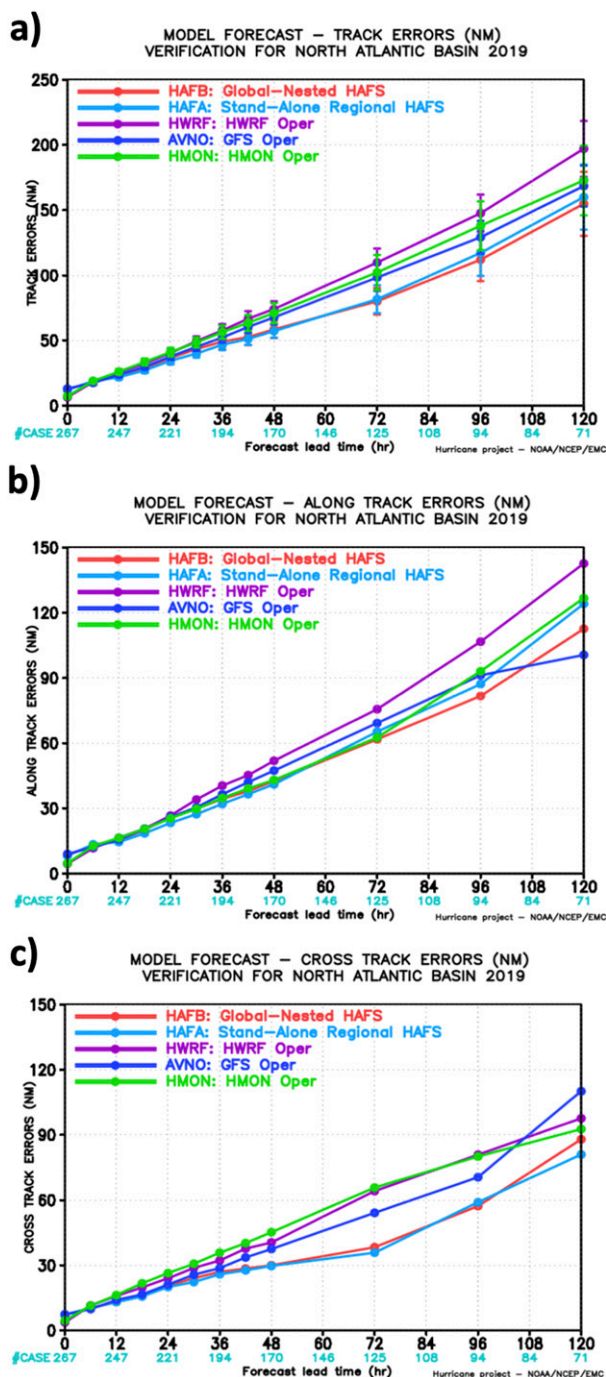 a)
MODEL FORECAST – TRACK ERRORS (NM)
VERIFICATION FOR NORTH ATLANTIC BASIN 2019
250
200
150
100
50
0
TRACK ERRORS (NM)
HAFB: Global-Nested HAFS
HAFA: Stand-Alone Regional HAFS
HWRF: HWRF Oper
AVNO: GFS Oper
HMON: HMON Oper
0 12 24 36 48 60 72 84 96 108 120
#CASE 267 247 221 194 170 146 125 108 94 84 71
Forecast lead time (hr)
Hurricane project – NOAA/NCEP/EMC
b)
MODEL FORECAST – ALONG TRACK ERRORS (NM)
VERIFICATION FOR NORTH ATLANTIC BASIN 2019
150
120
90
60
30
0
ALONG TRACK ERRORS (NM)
HAFB: Global-Nested HAFS
HAFA: Stand-Alone Regional HAFS
HWRF: HWRF Oper
AVNO: GFS Oper
HMON: HMON Oper
0 12 24 36 48 60 72 84 96 108 120
#CASE 267 247 221 194 170 146 125 108 94 84 71
Forecast lead time (hr)
Hurricane project – NOAA/NCEP/EMC
c)
MODEL FORECAST – CROSS TRACK ERRORS (NM)
VERIFICATION FOR NORTH ATLANTIC BASIN 2019
150
120
90
60
30
0
CROSS TRACK ERRORS (NM)
HAFB: Global-Nested HAFS
HAFA: Stand-Alone Regional HAFS
HWRF: HWRF Oper
AVNO: GFS Oper
HMON: HMON Oper
0 12 24 36 48 60 72 84 96 108 120
#CASE 267 247 221 194 170 146 125 108 94 84 71
Forecast lead time (hr)
Hurricane project – NOAA/NCEP/EMC